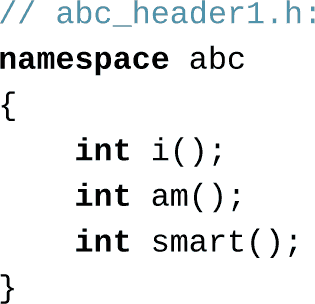 // abc_header1.h:
namespace abc
{
    int i();
    int am();
    int smart();
}